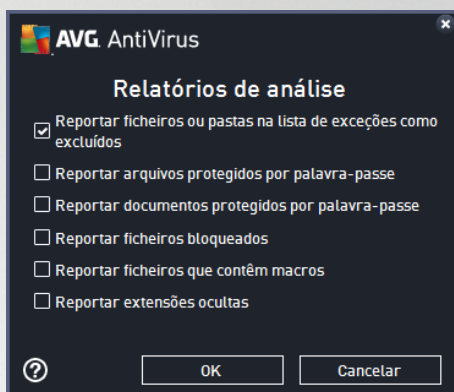 AVG AntiVirus
Relatórios de análise
Reportar ficheiros ou pastas na lista de exceções como
excluídos
Reportar arquivos protegidos por palavra-passe
Reportar documentos protegidos por palavra-passe
Reportar ficheiros bloqueados
Reportar ficheiros que contêm macros
Reportar extensões ocultas
? OK Cancelar